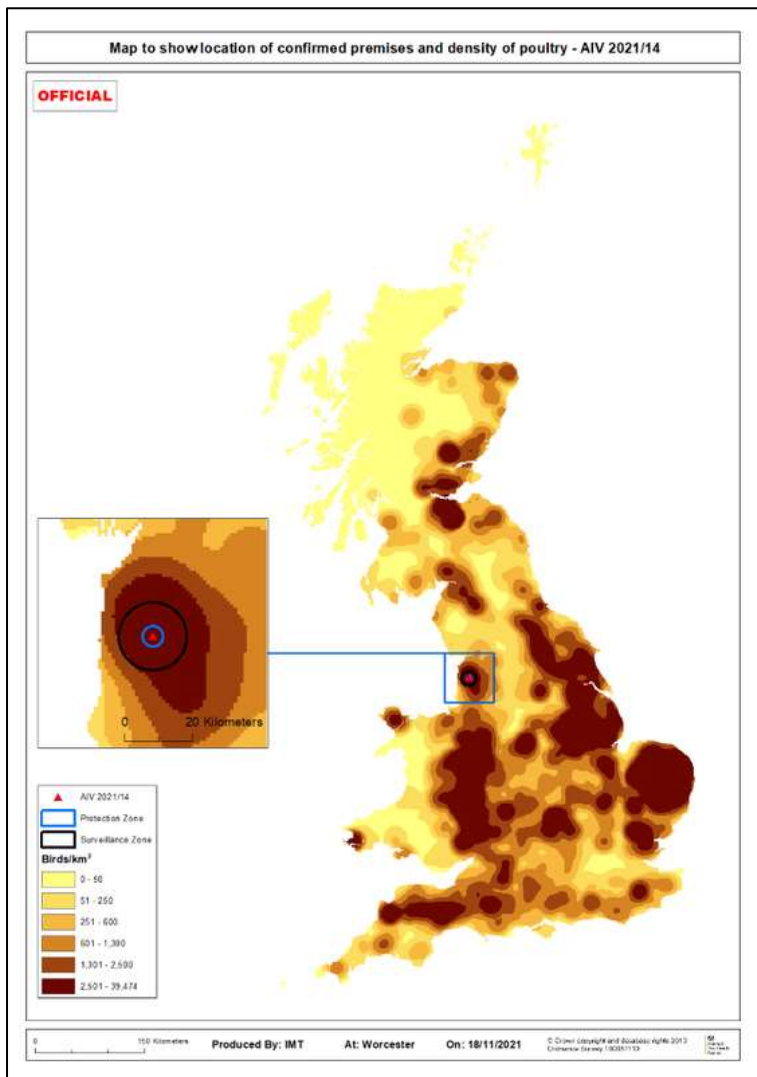 Map to show location of confirmed premises and density of poultry - AIV 2021/14
OFFICIAL
0 20 Kilometers
AIV 2021/14
Protection Zone
Surveillance Zone
Birds/km²
0 - 50
51 - 250
251 - 600
601 - 1,300
1,301 - 2,500
2,501 - 39,474
0 150 Kilometers
Produced By: IMT At: Worcester On: 18/11/2021
© Crown copyright and database rights 2013
Ordnance Survey